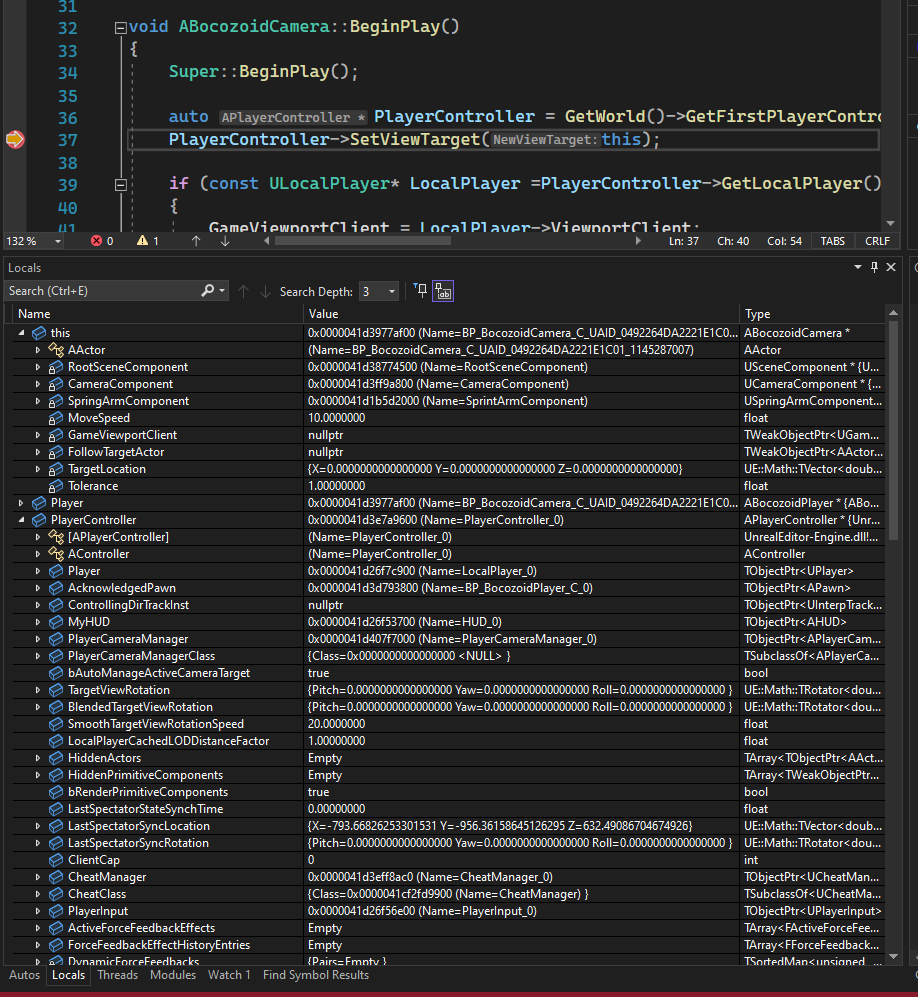 31
32 void ABocozoidCamera::BeginPlay()
33 {
34 Super::BeginPlay();
35
36 auto APlayerController * PlayerController = GetWorld()->GetFirstPlayerContro
37 PlayerController->SetViewTarget(NewViewTarget:this);
38
39 if (const ULocalPlayer* LocalPlayer =PlayerController->GetLocalPlayer()
40 {
41 GameViewportClient = LocalPlayer->ViewportClient;
132 % 0 1 Ln: 37 Ch: 40 Col: 54 TABS CRLF
Locals
Search (Ctrl+E) Search Depth: 3
Name Value Type
this 0x0000041d3977af00 (Name=BP_BocozoidCamera_C_UAID_0492264DA2221E1C0... ABocozoidCamera *
AActor (Name=BP_BocozoidCamera_C_UAID_0492264DA2221E1C01_1145287007) AActor
RootSceneComponent 0x0000041d38774500 (Name=RootSceneComponent) USceneComponent * {U...
CameraComponent 0x0000041d3ff9a800 (Name=CameraComponent) UCameraComponent * {...
SpringArmComponent 0x0000041d1b5d2000 (Name=SprintArmComponent) USpringArmComponent...
MoveSpeed 10.0000000 float
GameViewportClient nullptr TWeakObjectPtr<UGam...
FollowTargetActor nullptr TWeakObjectPtr<AActor...
TargetLocation {X=0.0000000000000000 Y=0.0000000000000000 Z=0.0000000000000000} UE::Math::TVector<doub...
Tolerance 1.00000000 float
Player 0x0000041d3977af00 (Name=BP_BocozoidCamera_C_UAID_0492264DA2221E1C0... ABocozoidPlayer * {ABo...
PlayerController 0x0000041d3e7a9600 (Name=PlayerController_0) APlayerController * {Unr...
[APlayerController] (Name=PlayerController_0) UnrealEditor-Engine.dll!...
AController (Name=PlayerController_0) AController
Player 0x0000041d26f7c900 (Name=LocalPlayer_0) TObjectPtr<UPlayer>
AcknowledgedPawn 0x0000041d3d793800 (Name=BP_BocozoidPlayer_C_0) TObjectPtr<APawn>
ControllingDirTrackInst nullptr TObjectPtr<UInterpTrack...
MyHUD 0x0000041d26f53700 (Name=HUD_0) TObjectPtr<AHUD>
PlayerCameraManager 0x0000041d407f7000 (Name=PlayerCameraManager_0) TObjectPtr<APlayerCam...
PlayerCameraManagerClass {Class=0x0000000000000000 <NULL> } TSubclassOf<APlayerCa...
bAutoManageActiveCameraTarget true bool
TargetViewRotation {Pitch=0.0000000000000000 Yaw=0.0000000000000000 Roll=0.0000000000000000 } UE::Math::TRotator<dou...
BlendedTargetViewRotation {Pitch=0.0000000000000000 Yaw=0.0000000000000000 Roll=0.0000000000000000 } UE::Math::TRotator<dou...
SmoothTargetViewRotationSpeed 20.0000000 float
LocalPlayerCachedLODDistanceFactor 1.00000000 float
HiddenActors Empty TArray<TObjectPtr<AAct...
HiddenPrimitiveComponents Empty TArray<TWeakObjectPtr...
bRenderPrimitiveComponents true bool
LastSpectatorStateSynchTime 0.00000000 float
LastSpectatorSyncLocation {X=-793.66826253301531 Y=-956.36158645126295 Z=632.49086704674926} UE::Math::TVector<doub...
LastSpectatorSyncRotation {Pitch=0.0000000000000000 Yaw=0.0000000000000000 Roll=0.0000000000000000 } UE::Math::TRotator<dou...
ClientCap 0 int
CheatManager 0x0000041d3eff8ac0 (Name=CheatManager_0) TObjectPtr<UCheatMan...
CheatClass {Class=0x0000041cf2fd9900 (Name=CheatManager) } TSubclassOf<UCheatMa...
PlayerInput 0x0000041d26f56e00 (Name=PlayerInput_0) TObjectPtr<UPlayerInput>
ActiveForceFeedbackEffects Empty TArray<FActiveForceFee...
ForceFeedbackEffectHistoryEntries Empty TArray<FForceFeedback...
DynamicForceFeedbacks {Pairs=Empty } TSortedMap<unsigned ...
Autos Locals Threads Modules Watch 1 Find Symbol Results